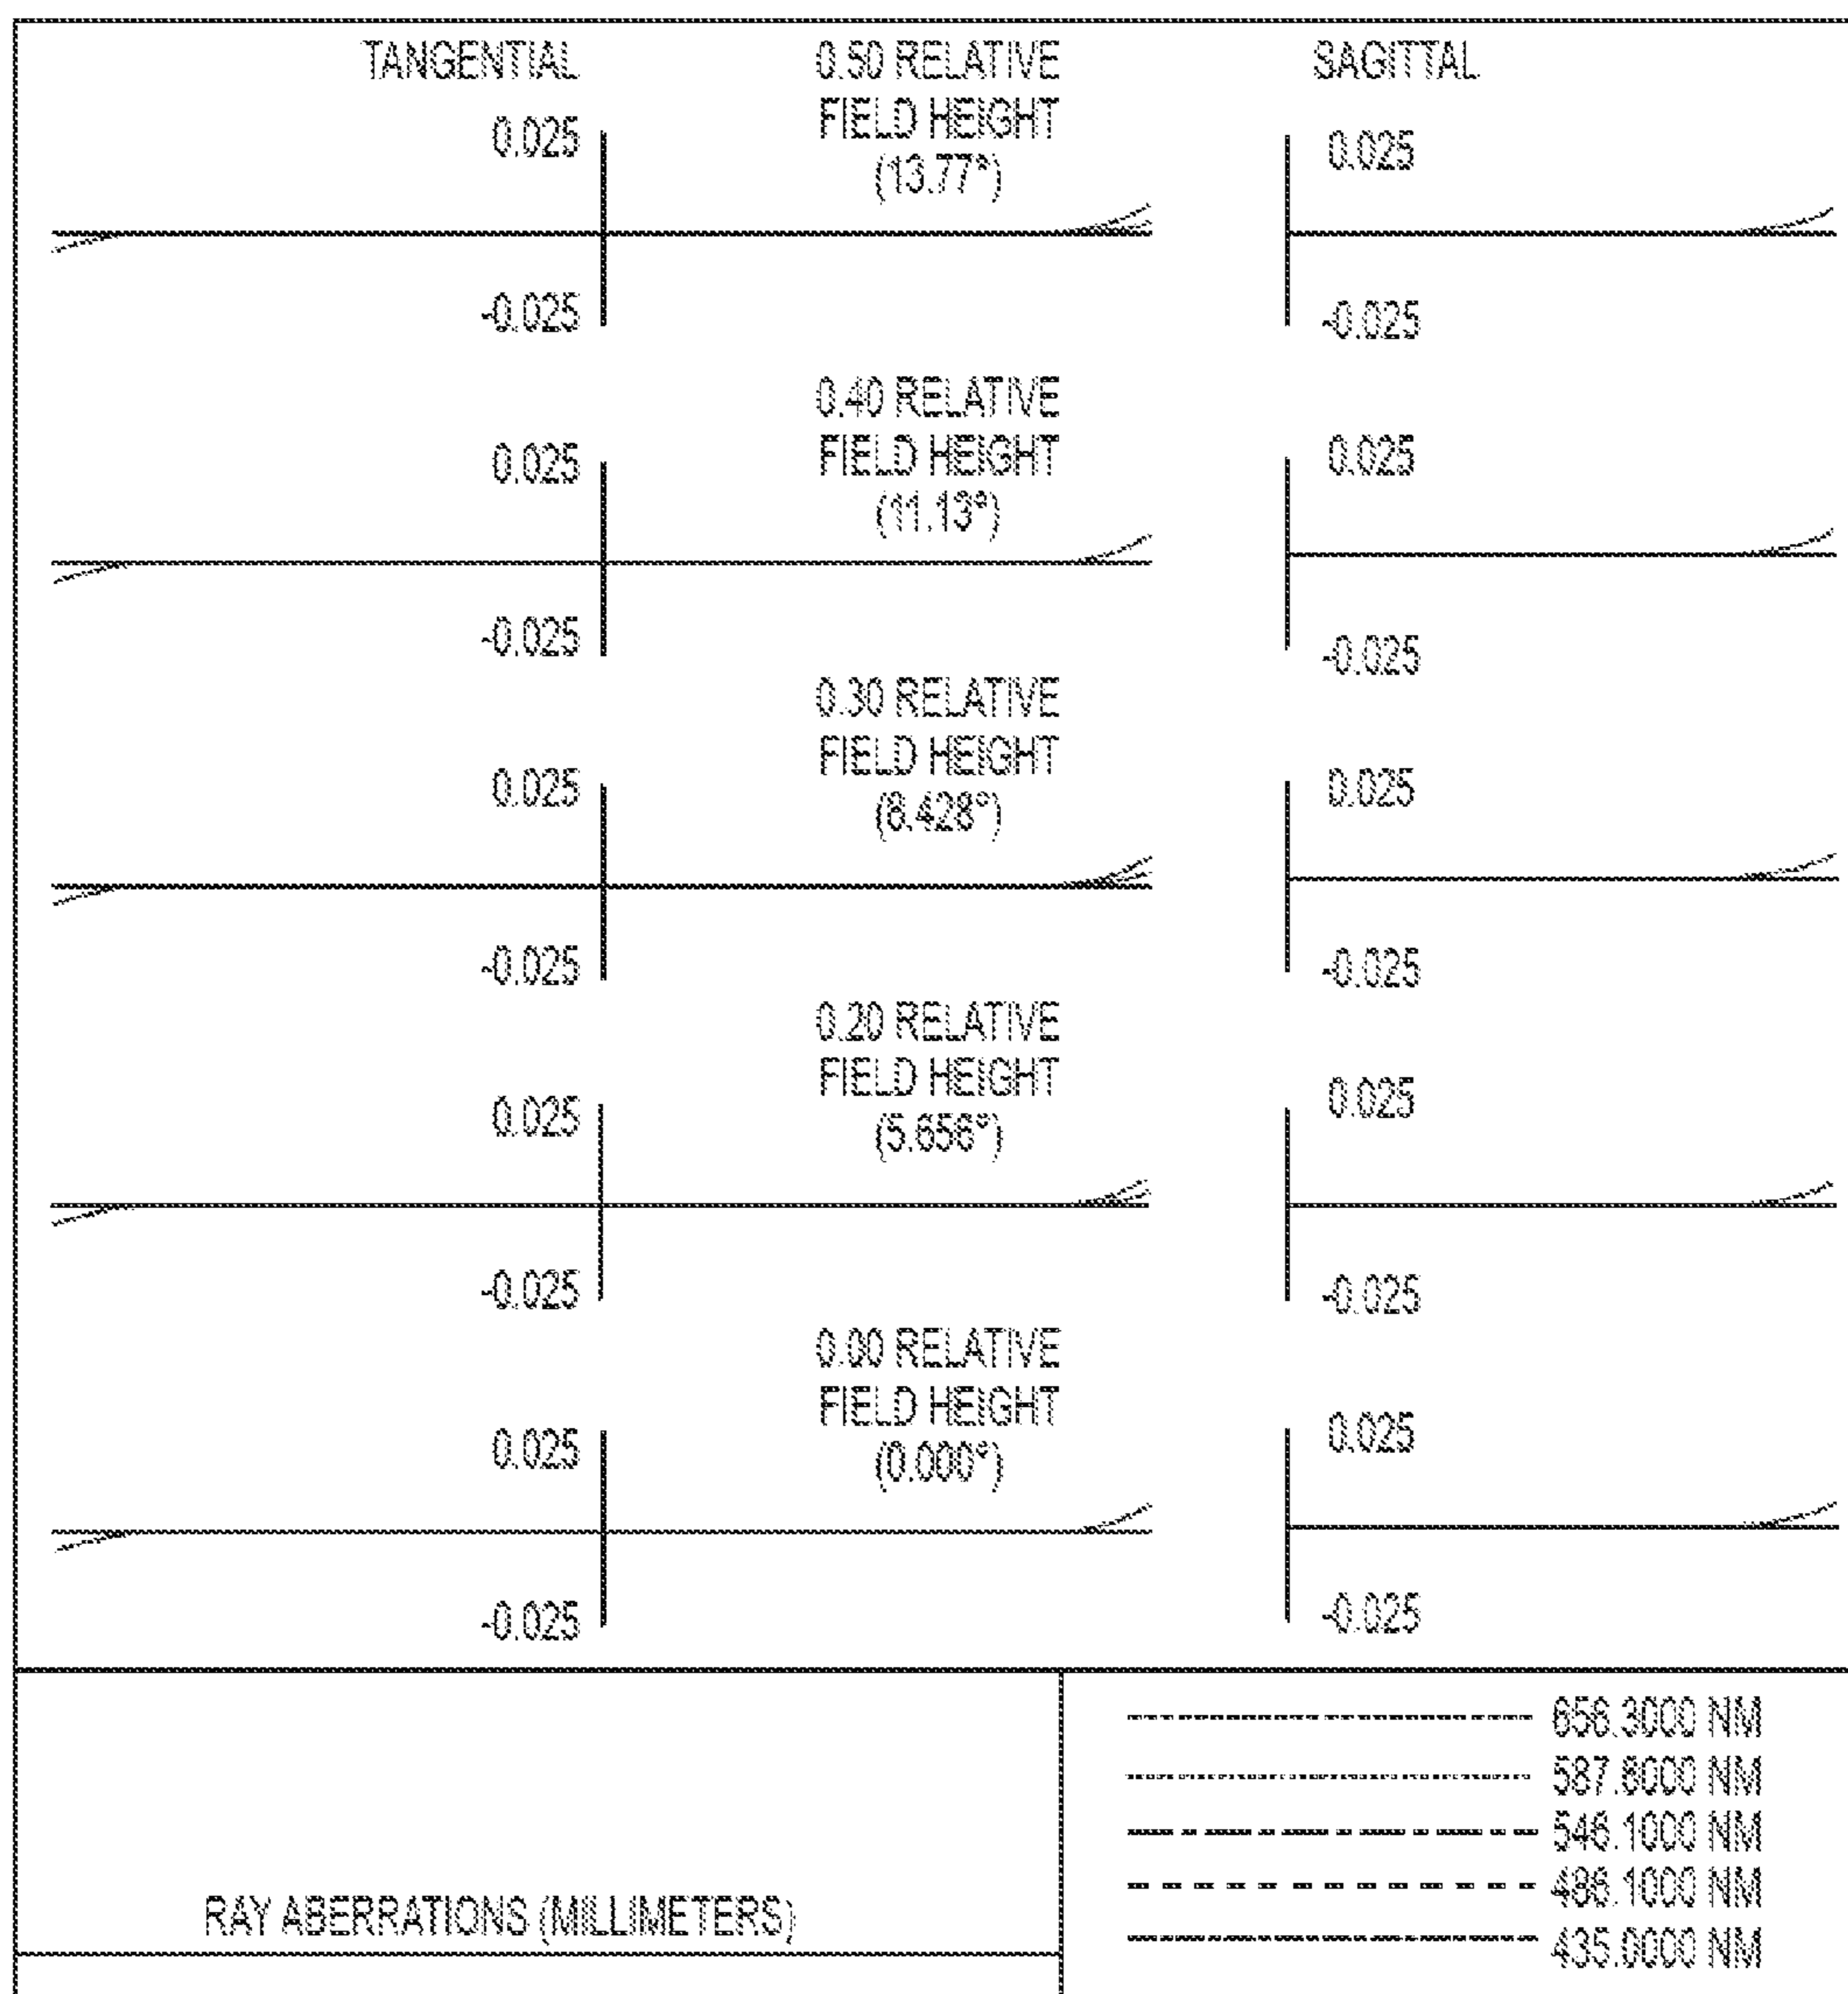 TANGENTIAL
0.50 RELATIVE
FIELD HEIGHT
(13.77°)
SAGITTAL
0.025
0.025
-0.025
-0.025
0.40 RELATIVE
FIELD HEIGHT
(11.13°)
0.025
0.025
-0.025
-0.025
0.30 RELATIVE
FIELD HEIGHT
(8.428°)
0.025
0.025
-0.025
-0.025
0.20 RELATIVE
FIELD HEIGHT
(5.656°)
0.025
0.025
-0.025
-0.025
0.00 RELATIVE
FIELD HEIGHT
(0.000°)
0.025
0.025
-0.025
-0.025
RAY ABERRATIONS (MILLIMETERS)
656.3000 NM
587.6000 NM
546.1000 NM
486.1000 NM
435.0000 NM